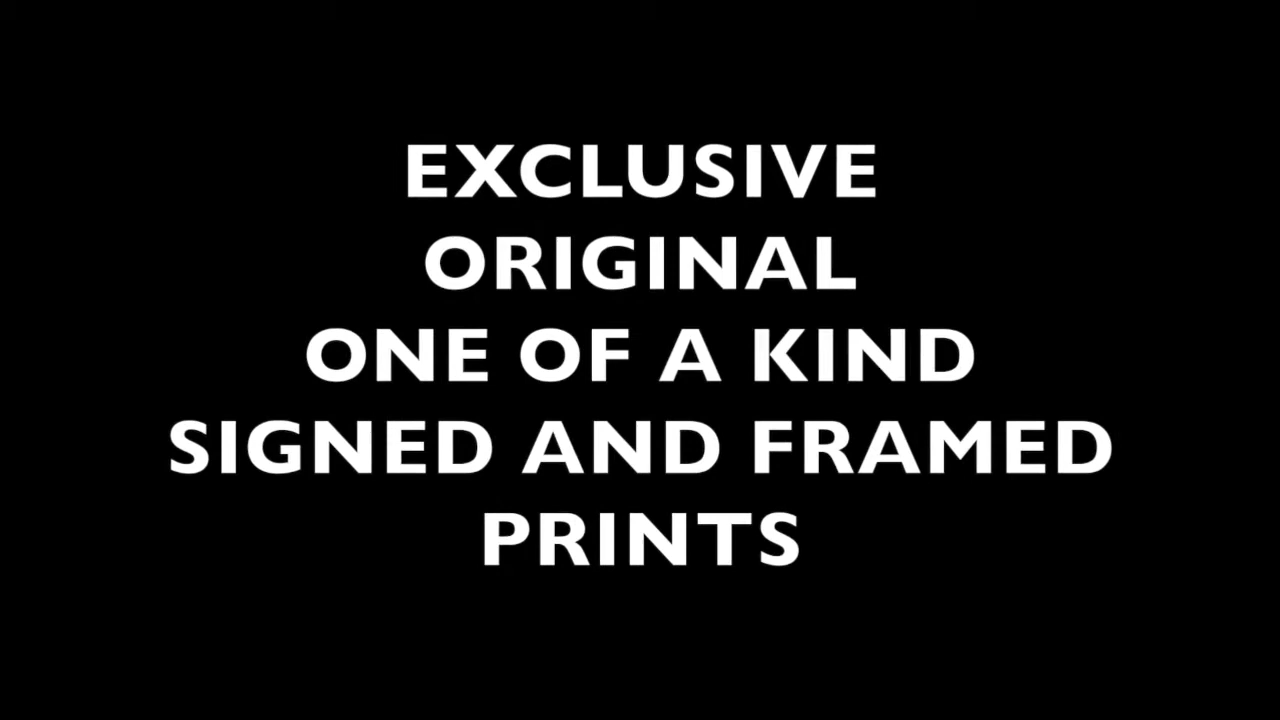 EXCLUSIVE
ORIGINAL
ONE OF A KIND
SIGNED AND FRAMED
PRINTS